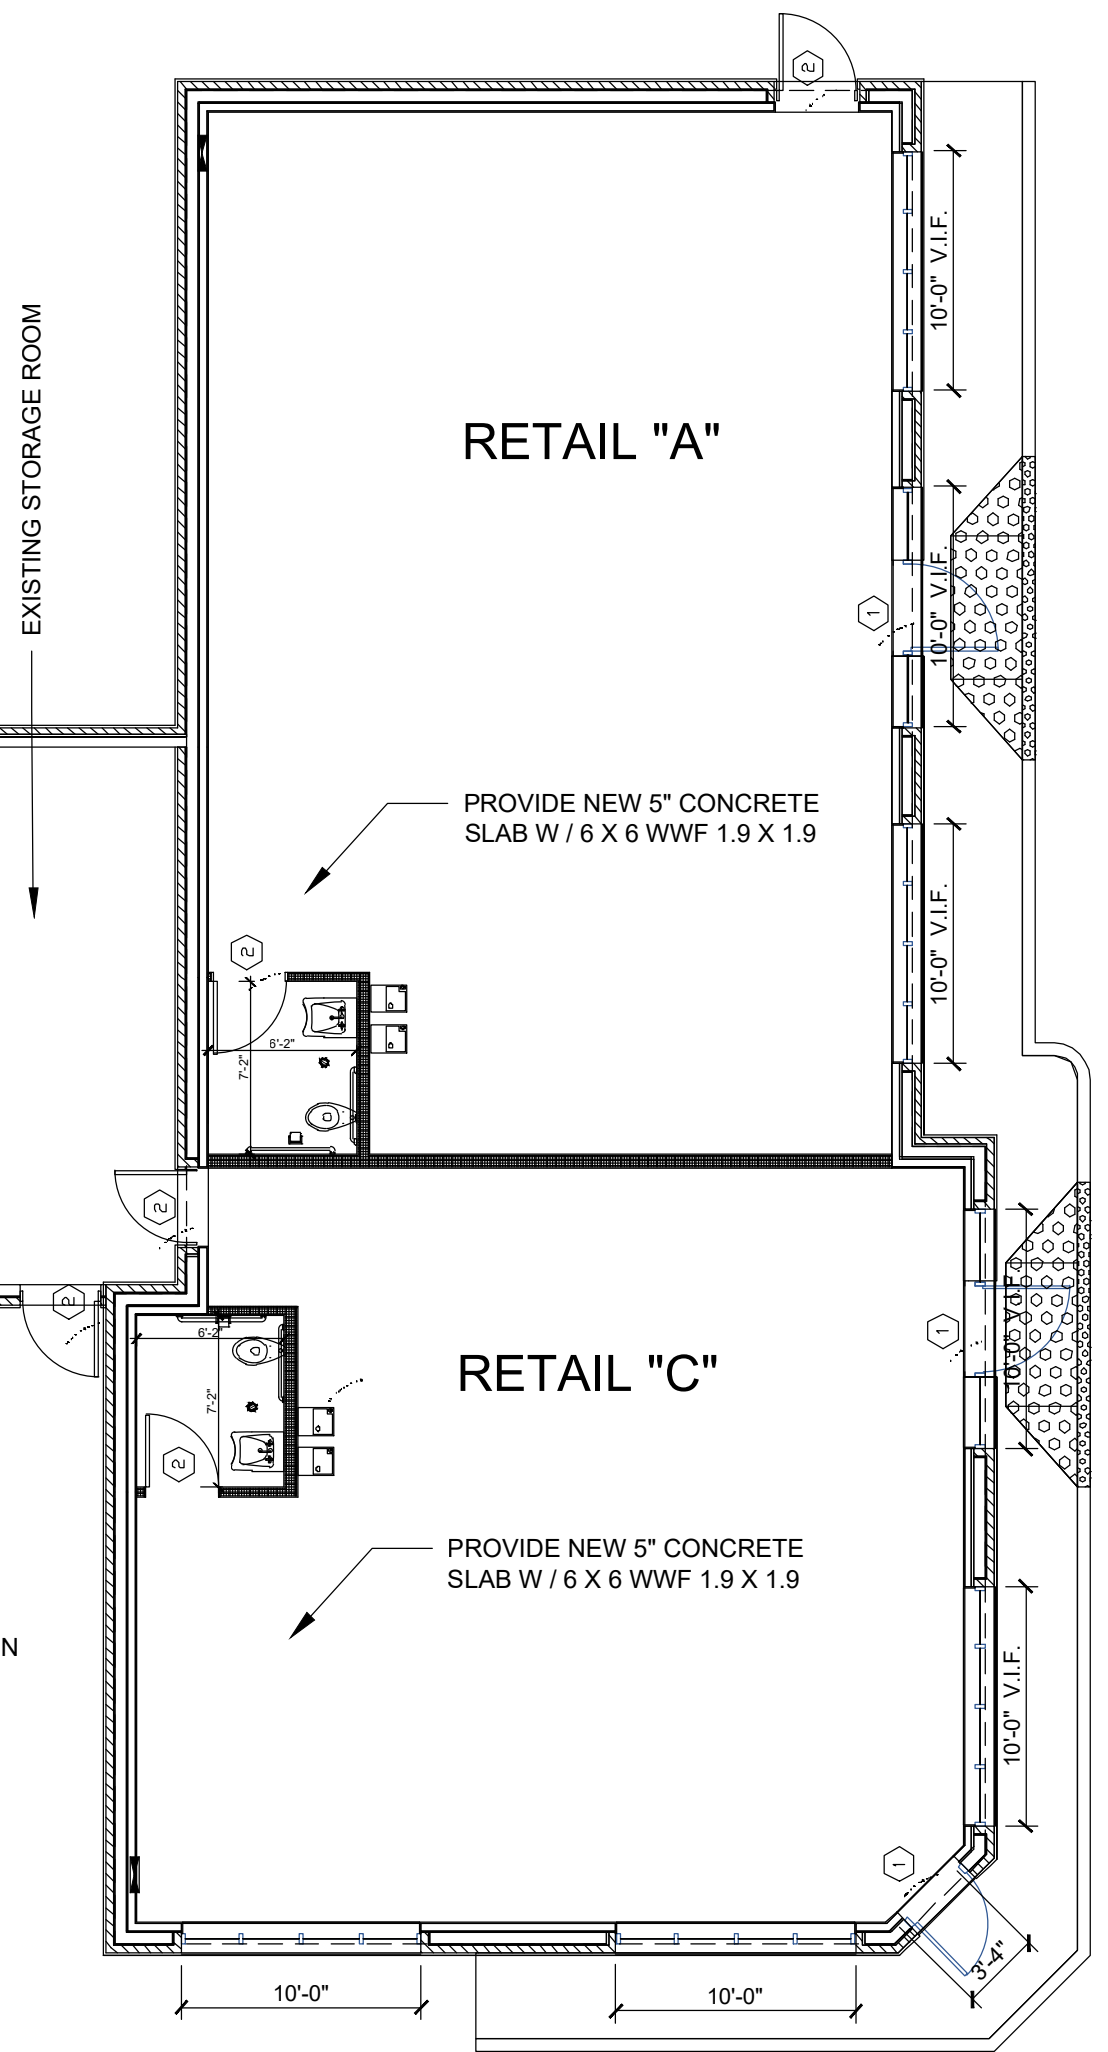 2
10'-0" V.I.F.
EXISTING STORAGE ROOM
RETAIL "A"
10'-0" V.I.F.
1
PROVIDE NEW 5" CONCRETE
SLAB W / 6 X 6 WWF 1.9 X 1.9
10'-0" V.I.F.
2
6'-2"
7'-2"
2
2
6'-2"
1
10'-0" V.I.F.
RETAIL "C"
7'-2"
2
PROVIDE NEW 5" CONCRETE
SLAB W / 6 X 6 WWF 1.9 X 1.9
N
10'-0" V.I.F.
1
3'-4"
10'-0"
10'-0"